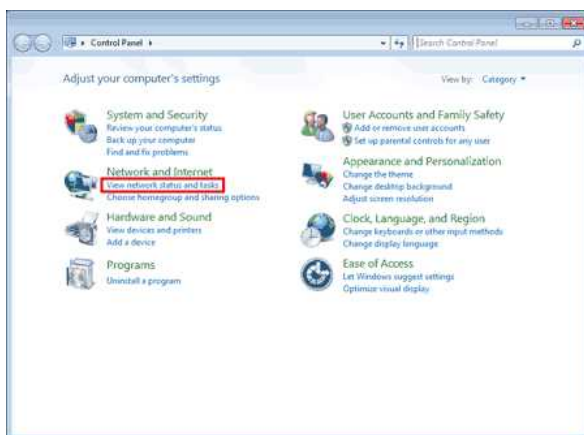 Control Panel
Search Control Panel
Adjust your computer's settings
View by: Category
System and Security
Review your computer's status
Back up your computer
Find and fix problems
Network and Internet
View network status and tasks
Choose homegroup and sharing options
Hardware and Sound
View devices and printers
Add a device
Programs
Uninstall a program
User Accounts and Family Safety
Add or remove user accounts
Set up parental controls for any user
Appearance and Personalization
Change the theme
Change desktop background
Adjust screen resolution
Clock, Language, and Region
Change keyboards or other input methods
Change display language
Ease of Access
Let Windows suggest settings
Optimize visual display